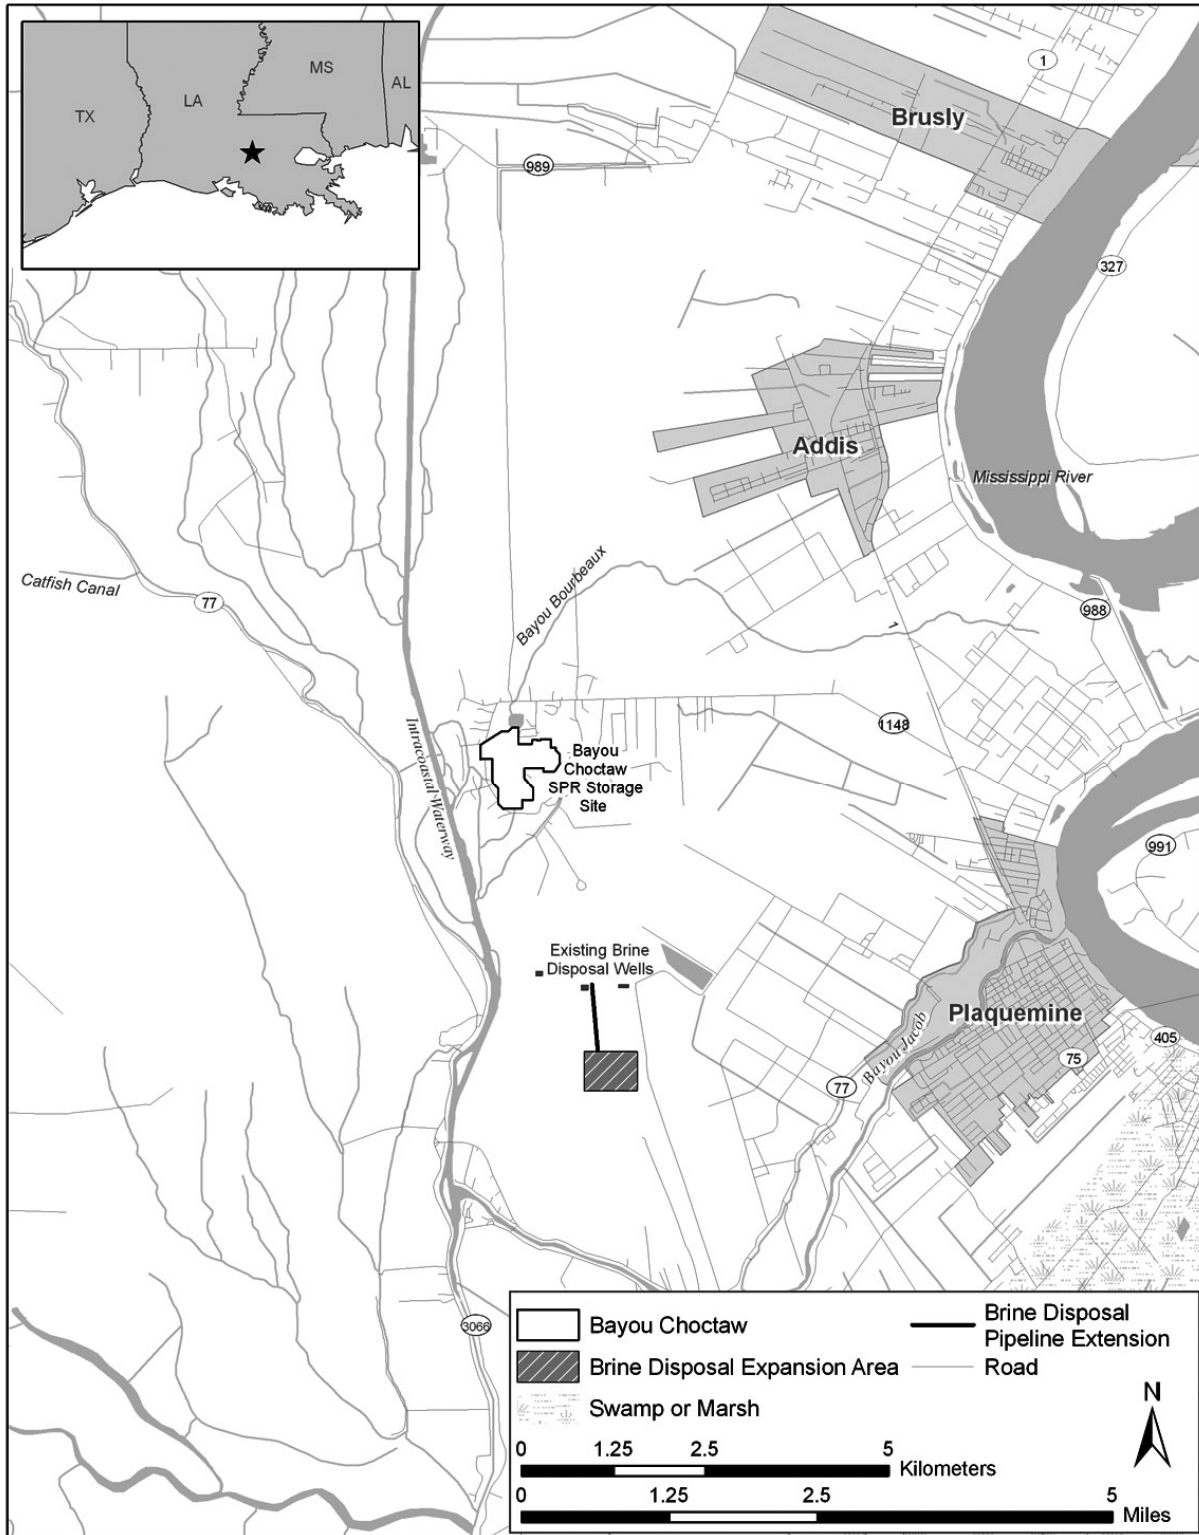 TX
LA
MS
AL
1
Brusly
989
327
Addis
Mississippi River
Bayou Bourbeaux
Catfish Canal
77
988
1
1148
Intracoastal Waterway
Bayou
Choctaw
SPR Storage
Site
991
Existing Brine
Disposal Wells
Plaquemine
Bayou Jacob
405
75
77
3066
Bayou Choctaw
Brine Disposal
Pipeline Extension
Brine Disposal Expansion Area
Road
Swamp or Marsh
N
0 1.25 2.5 5
Kilometers
0 1.25 2.5 5
Miles